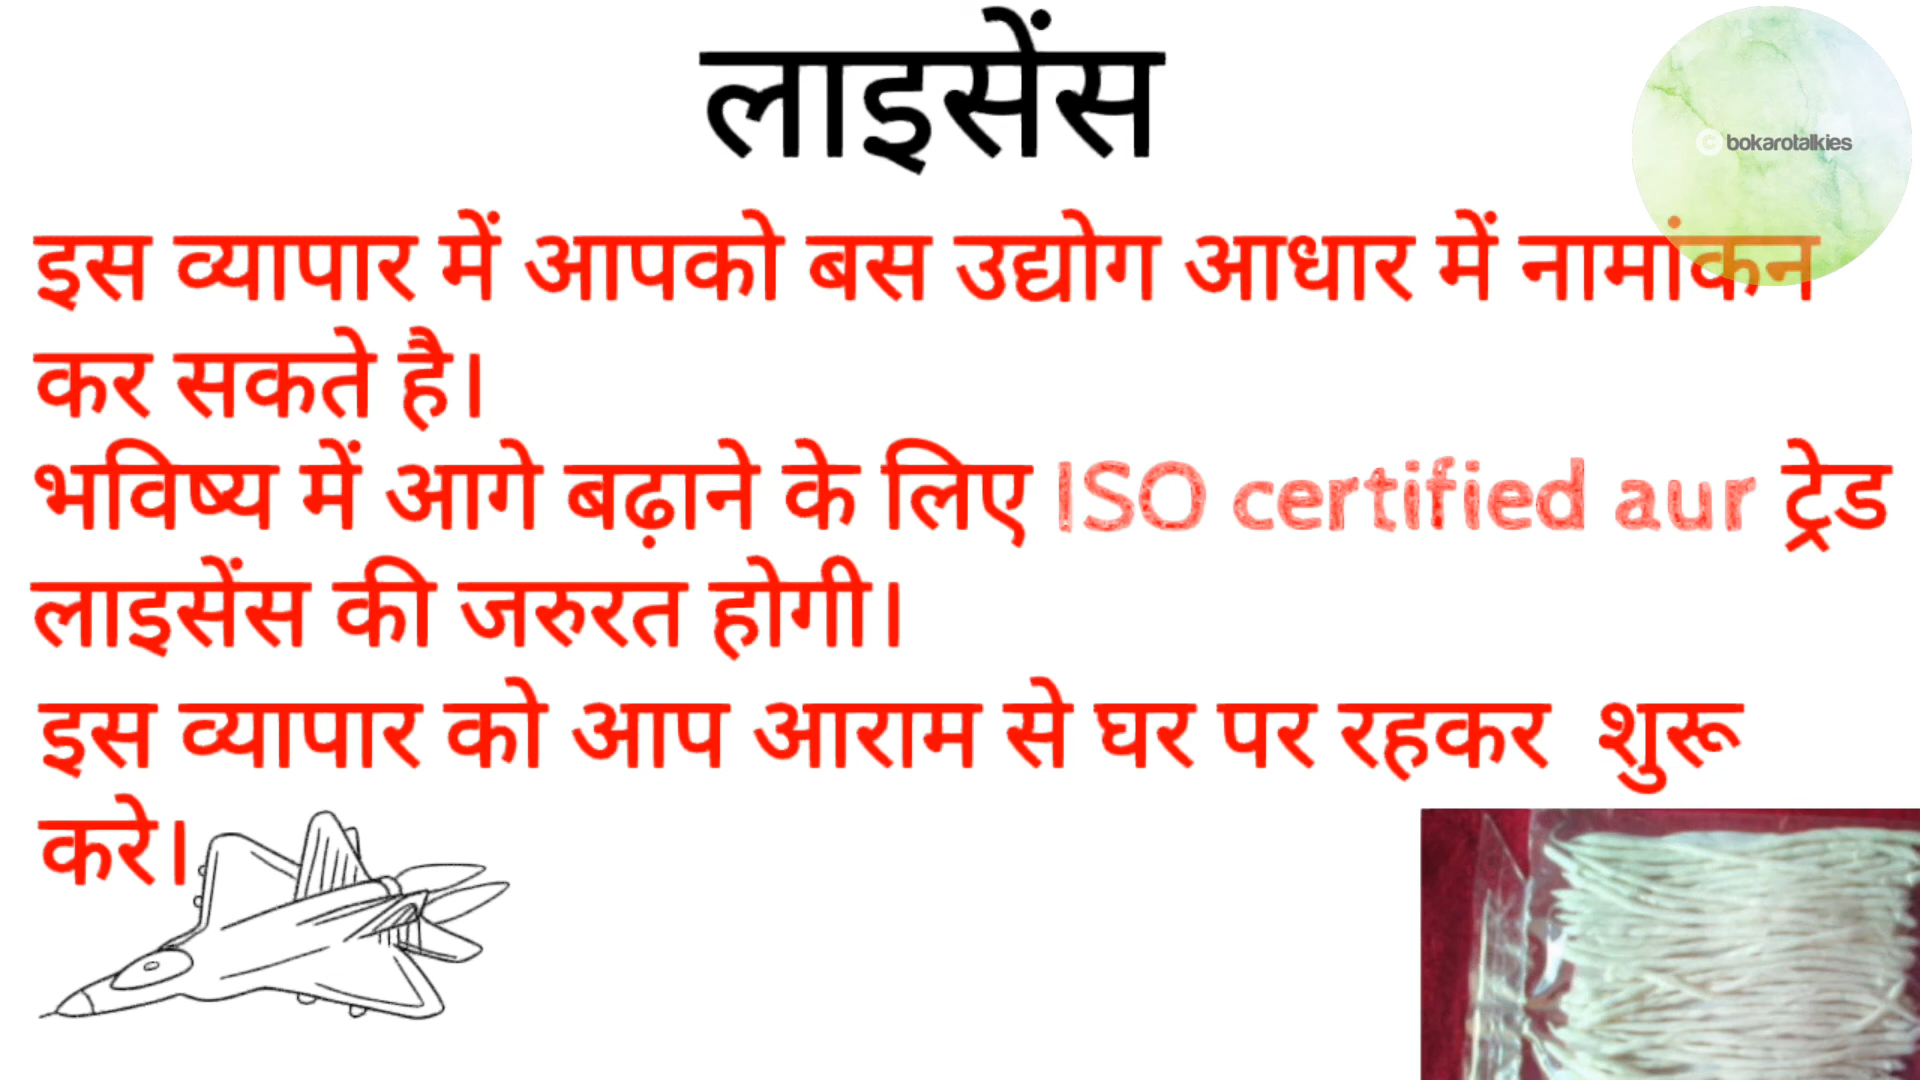 लाइसेंस
bokarotalkies
इस व्यापार में आपको बस उद्योग आधार में नामांकन
कर सकते है।
भविष्य में आगे बढ़ाने के लिए ISO certified aur ट्रेड
लाइसेंस की जरुरत होगी।
इस व्यापार को आप आराम से घर पर रहकर शुरू
करे।